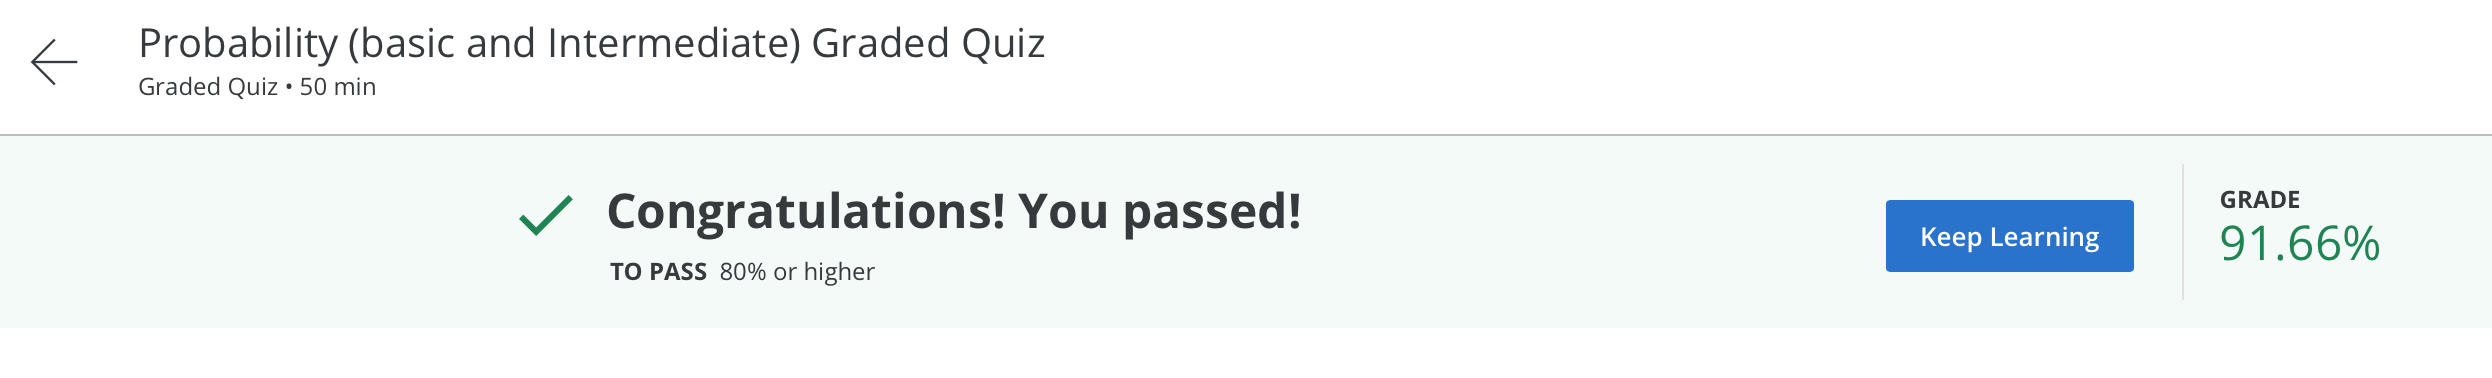 Probability (basic and Intermediate) Graded Quiz
Graded Quiz • 50 min
Congratulations! You passed!
TO PASS 80% or higher
Keep Learning
GRADE
91.66%